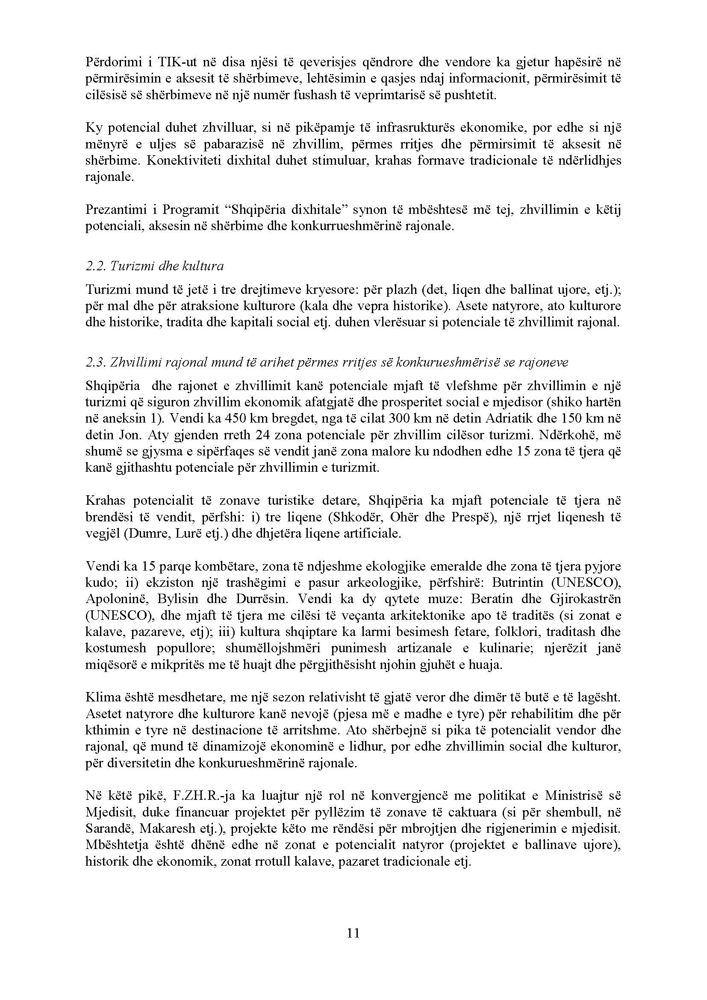 Përdorimi i TIK-ut në disa njësi të qeverisjes qëndrore dhe vendore ka gjetur hapësirë në
përmirësimin e aksesit të shërbimeve, lehtësimin e qasjes ndaj informacionit, përmirësimit të
cilësisë së shërbimeve në një numër fushash të veprimtarisë së pushtetit.
Ky potencial duhet zhvilluar, si në pikëpamje të infrasrukturës ekonomike, por edhe si një
mënyrë e uljes së pabarazisë në zhvillim, përmes rritjes dhe përmirsimit të aksesit në
shërbime. Konektiviteti dixhital duhet stimuluar, krahas formave tradicionale të ndërlidhjes
rajonale.
Prezantimi i Programit “Shqipëria dixhitale” synon të mbështesë më tej, zhvillimin e këtij
potenciali, aksesin në shërbime dhe konkurrueshmërinë rajonale.
2.2. Turizmi dhe kultura
Turizmi mund të jetë i tre drejtimeve kryesore: për plazh (det, liqen dhe ballinat ujore, etj.);
për mal dhe për atraksione kulturore (kala dhe vepra historike). Asete natyrore, ato kulturore
dhe historike, tradita dhe kapitali social etj. duhen vlerësuar si potenciale të zhvillimit rajonal.
2.3. Zhvillimi rajonal mund të arihet përmes rritjes së konkurueshmërisë se rajoneve
Shqipëria dhe rajonet e zhvillimit kanë potenciale mjaft të vlefshme për zhvillimin e një
turizmi që siguron zhvillim ekonomik afatgjatë dhe prosperitet social e mjedisor (shiko hartën
në aneksin 1). Vendi ka 450 km bregdet, nga të cilat 300 km në detin Adriatik dhe 150 km në
detin Jon. Aty gjenden rreth 24 zona potenciale për zhvillim cilësor turizmi. Ndërkohë, më
shumë se gjysma e sipërfaqes së vendit janë zona malore ku ndodhen edhe 15 zona të tjera që
kanë gjithashtu potenciale për zhvillimin e turizmit.
Krahas potencialit të zonave turistike detare, Shqipëria ka mjaft potenciale të tjera në
brendësi të vendit, përfshi: i) tre liqene (Shkodër, Ohër dhe Prespë), një rrjet liqenesh të
vegjël (Dumre, Lurë etj.) dhe dhjetëra liqene artificiale.
Vendi ka 15 parqe kombëtare, zona të ndjeshme ekologjike emeralde dhe zona të tjera pyjore
kudo; ii) ekziston një trashëgimi e pasur arkeologjike, përfshirë: Butrintin (UNESCO),
Apoloninë, Bylisin dhe Durrësin. Vendi ka dy qytete muze: Beratin dhe Gjirokastrën
(UNESCO), dhe mjaft të tjera me cilësi të veçanta arkitektonike apo të traditës (si zonat e
kalave, pazareve, etj); iii) kultura shqiptare ka larmi besimesh fetare, folklori, traditash dhe
kostumesh popullore; shumëllojshmëri punimesh artizanale e kulinarie; njerëzit janë
miqësorë e mikpritës me të huajt dhe përgjithësisht njohin gjuhët e huaja.
Klima është mesdhetare, me një sezon relativisht të gjatë veror dhe dimër të butë e të lagësht.
Asetet natyrore dhe kulturore kanë nevojë (pjesa më e madhe e tyre) për rehabilitim dhe për
kthimin e tyre në destinacione të arritshme. Ato shërbejnë si pika të potencialit vendor dhe
rajonal, që mund të dinamizojë ekonominë e lidhur, por edhe zhvillimin social dhe kulturor,
për diversitetin dhe konkurueshmërinë rajonale.
Në këtë pikë, F.ZH.R.-ja ka luajtur një rol në konvergjencë me politikat e Ministrisë së
Mjedisit, duke financuar projektet për pyllëzim të zonave të caktuara (si për shembull, në
Sarandë, Makaresh etj.), projekte këto me rëndësi për mbrojtjen dhe rigjenerimin e mjedisit.
Mbështetja është dhënë edhe në zonat e potencialit natyror (projektet e ballinave ujore),
historik dhe ekonomik, zonat rrotull kalave, pazaret tradicionale etj.
11